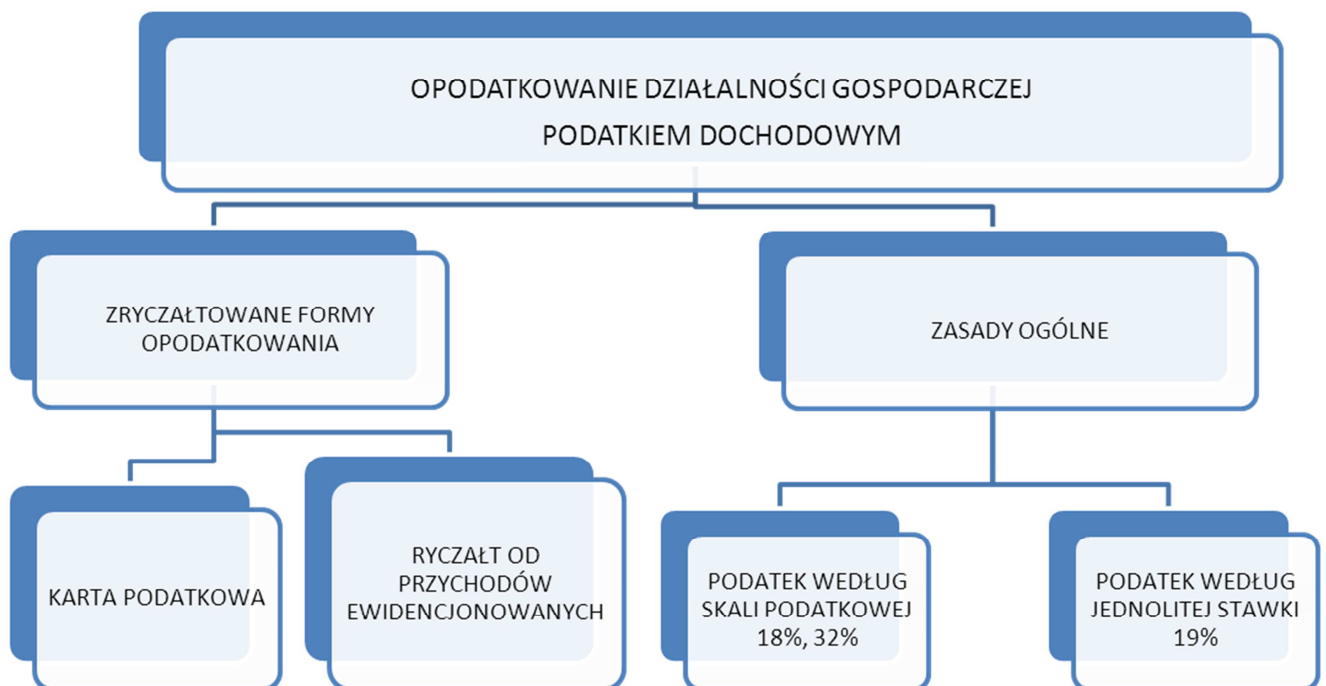 OPODATKOWANIE DZIAŁALNOŚCI GOSPODARCZEJ
PODATKIEM DOCHODOWYM
ZRYCZAŁTOWANE FORMY
OPODATKOWANIA
ZASADY OGÓLNE
KARTA PODATKOWA
RYCZAŁT OD
PRZYCHODÓW
EWIDENCJONOWANYCH
PODATEK WEDŁUG
SKALI PODATKOWEJ
18%, 32%
PODATEK WEDŁUG
JEDNOLITEJ STAWKI
19%